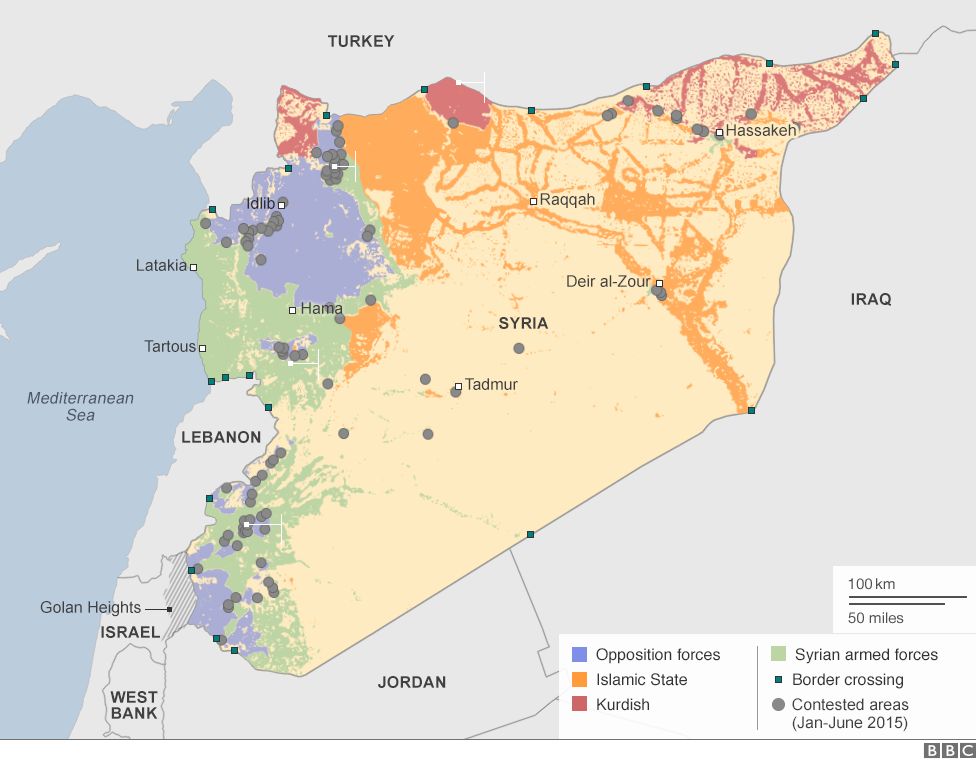 TURKEY
Hassakeh
Idlib
Raqqah
Latakia
Deir al-Zour
IRAQ
Hama
SYRIA
Tartous
Tadmur
Mediterranean
Sea
LEBANON
100 km
50 miles
Golan Heights
ISRAEL
JORDAN
WEST
BANK
Opposition forces
Islamic State
Kurdish
Syrian armed forces
Border crossing
Contested areas
(Jan-June 2015)
BBC